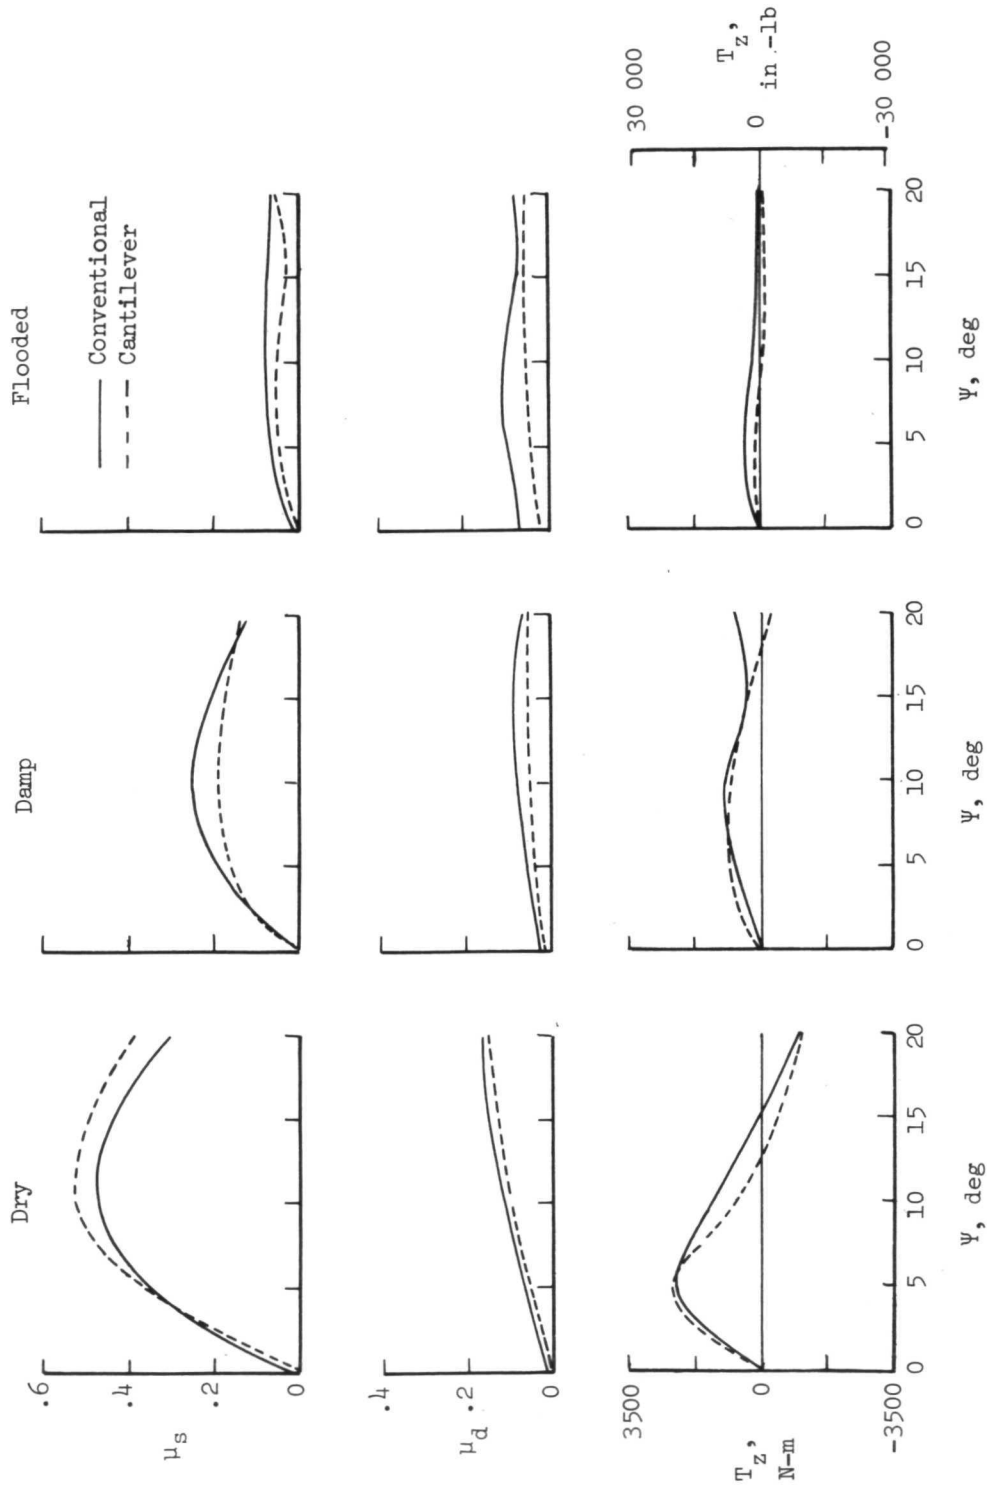 Dry
Damp
Flooded
Conventional
Cantilever
.6
.4
.2
0
μs
.4
.2
0
μd
3500
0
-3500
Tz,
N-m
30 000
0
-30 000
Tz,
in.-lb
0 5 10 15 20
0 5 10 15 20
0 5 10 15 20
Ψ, deg
Ψ, deg
Ψ, deg